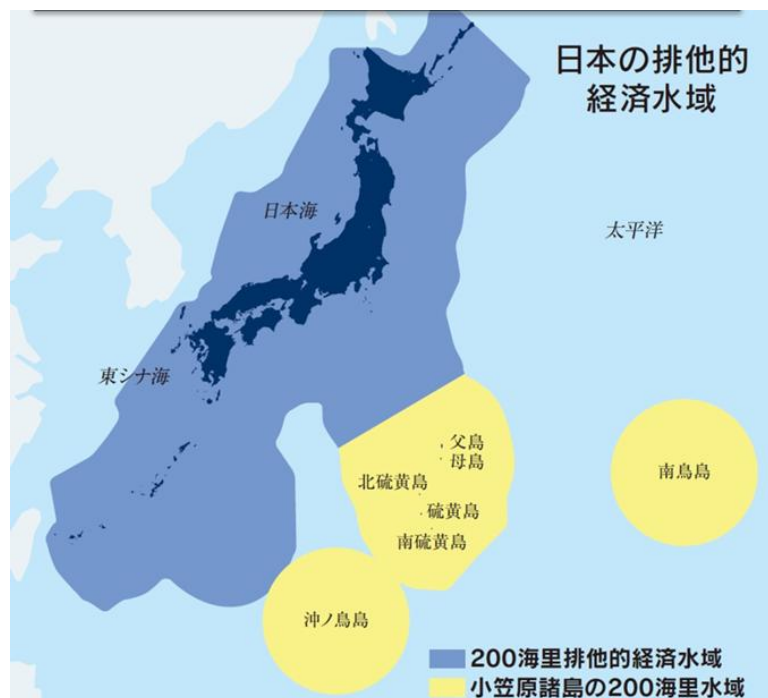 日本の排他的
経済水域
日本海
太平洋
東シナ海
父島
母島
北硫黄島
硫黄島
南硫黄島
南鳥島
沖ノ鳥島
200海里排他的経済水域
小笠原諸島の200海里水域